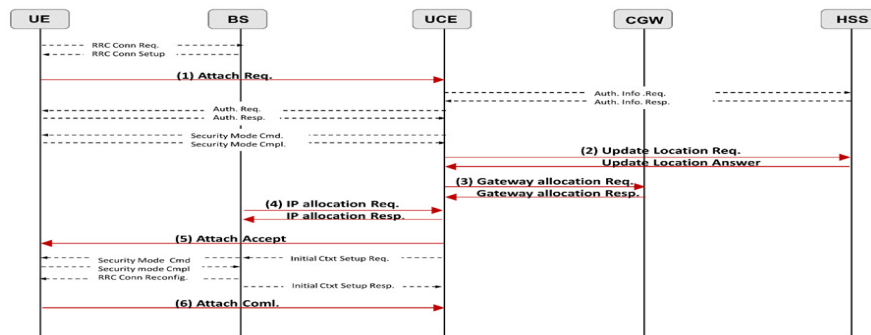 UE BS UCE CGW HSS
RRC Conn Req.
RRC Conn Setup
(1) Attach Req.
Auth. Info .Req.
Auth. Info. Resp.
Auth. Req.
Auth. Resp.
Security Mode Cmd.
Security Mode Cmpl.
(2) Update Location Req.
Update Location Answer
(3) Gateway allocation Req.
Gateway allocation Resp.
(4) IP allocation Req.
IP allocation Resp.
(5) Attach Accept
Security Mode Cmd
Initial Ctxt Setup Req.
Security mode Cmpl
RRC Conn Reconfig.
Initial Ctxt Setup Resp.
(6) Attach Coml.